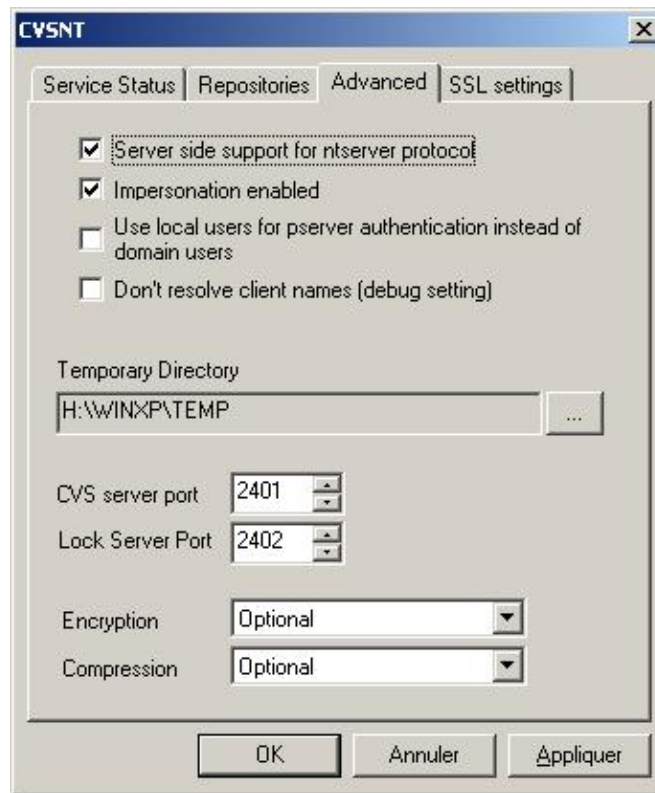 CVSNT
Service Status
Repositories
Advanced
SSL settings
Server side support for ntserver protocol
Impersonation enabled
Use local users for pserver authentication instead of
domain users
Don't resolve client names (debug setting)
Temporary Directory
H:\WINXP\TEMP
...
CVS server port
2401
Lock Server Port
2402
Encryption
Optional
Compression
Optional
OK
Annuler
Appliquer